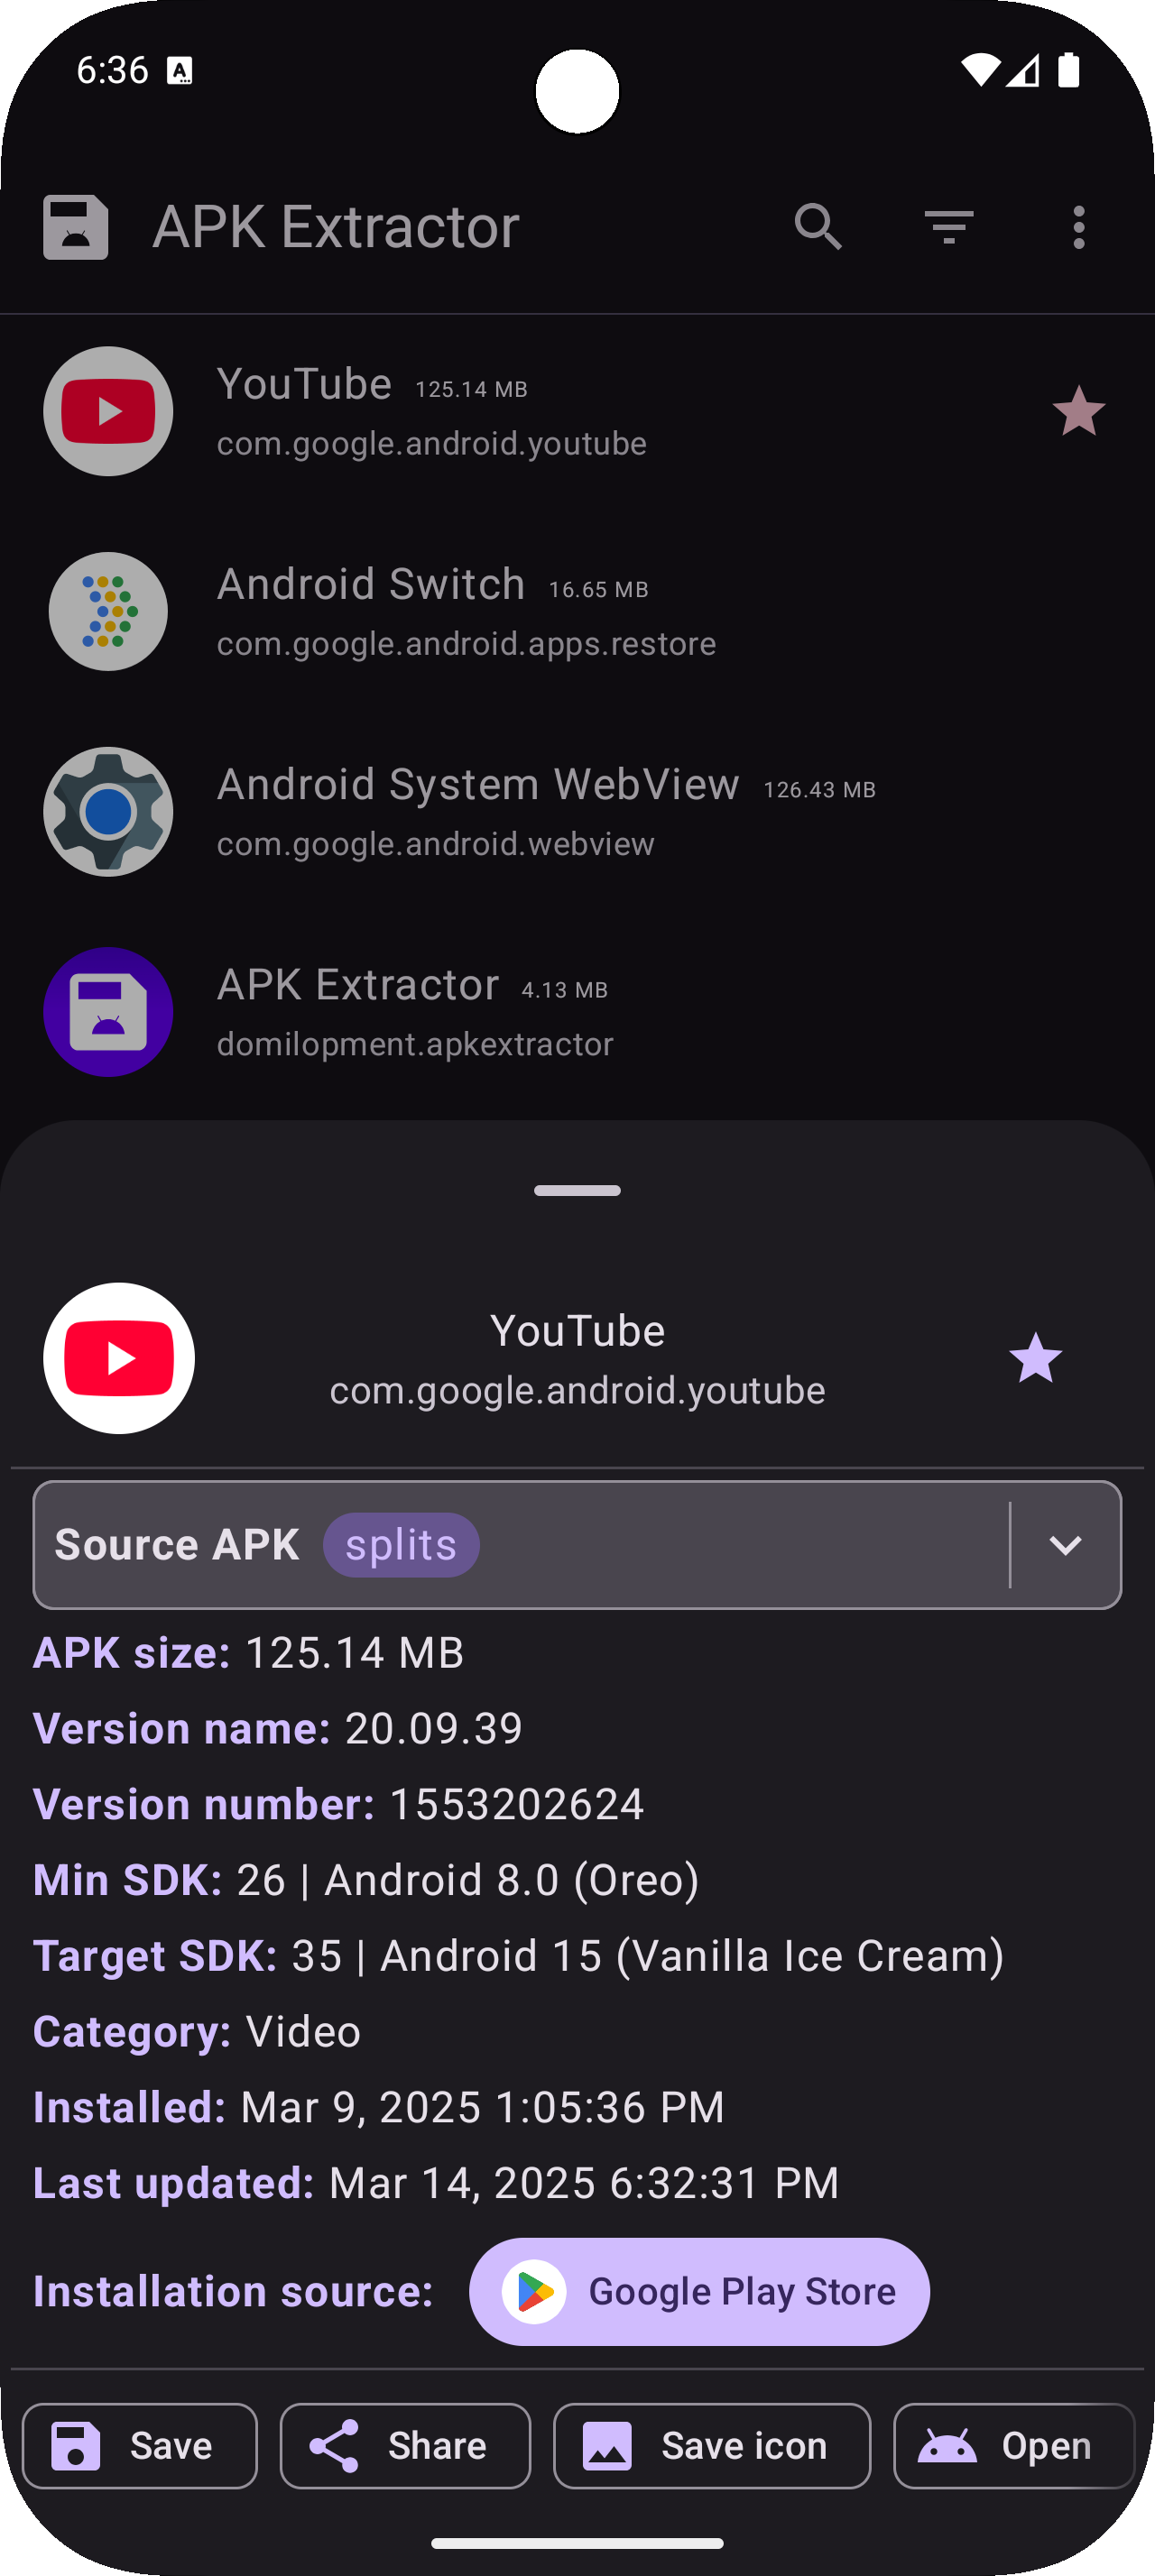 6:36
APK Extractor
YouTube 125.14 MB
com.google.android.youtube
Android Switch 16.65 MB
com.google.android.apps.restore
Android System WebView 126.43 MB
com.google.android.webview
APK Extractor 4.13 MB
domilopment.apkextractor
YouTube
com.google.android.youtube
Source APK splits
APK size: 125.14 MB
Version name: 20.09.39
Version number: 1553202624
Min SDK: 26 | Android 8.0 (Oreo)
Target SDK: 35 | Android 15 (Vanilla Ice Cream)
Category: Video
Installed: Mar 9, 2025 1:05:36 PM
Last updated: Mar 14, 2025 6:32:31 PM
Installation source: Google Play Store
Save Share Save icon Open